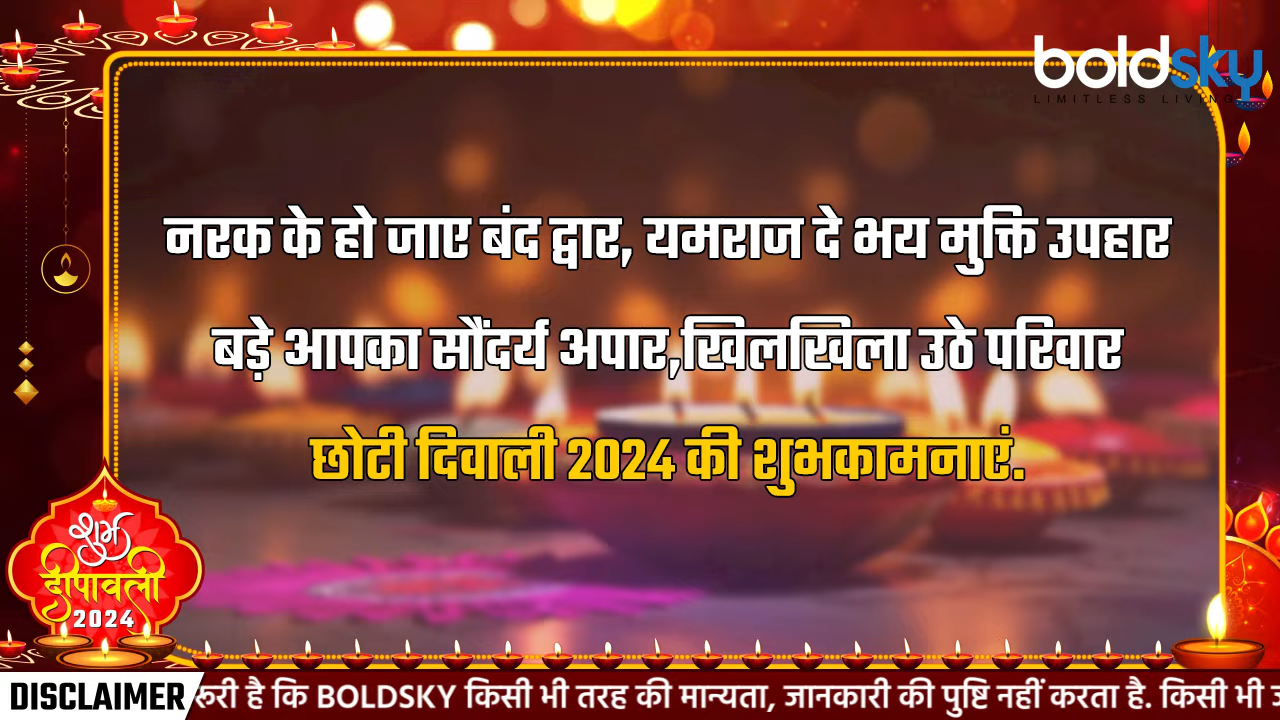 boldsky
LIMITLESS LIVING
नरक के हो जाए बंद द्वार, यमराज दे भय मुक्ति उपहार
बड़े आपका सौंदर्य अपार,खिलखिला उठे परिवार
छोटी दिवाली 2024 की शुभकामनाएं.
शुभ
दीपावली
2024
DISCLAIMER
है कि BOLDSKY किसी भी तरह की मान्यता, जानकारी की पुष्टि नहीं करता है. किसी भी